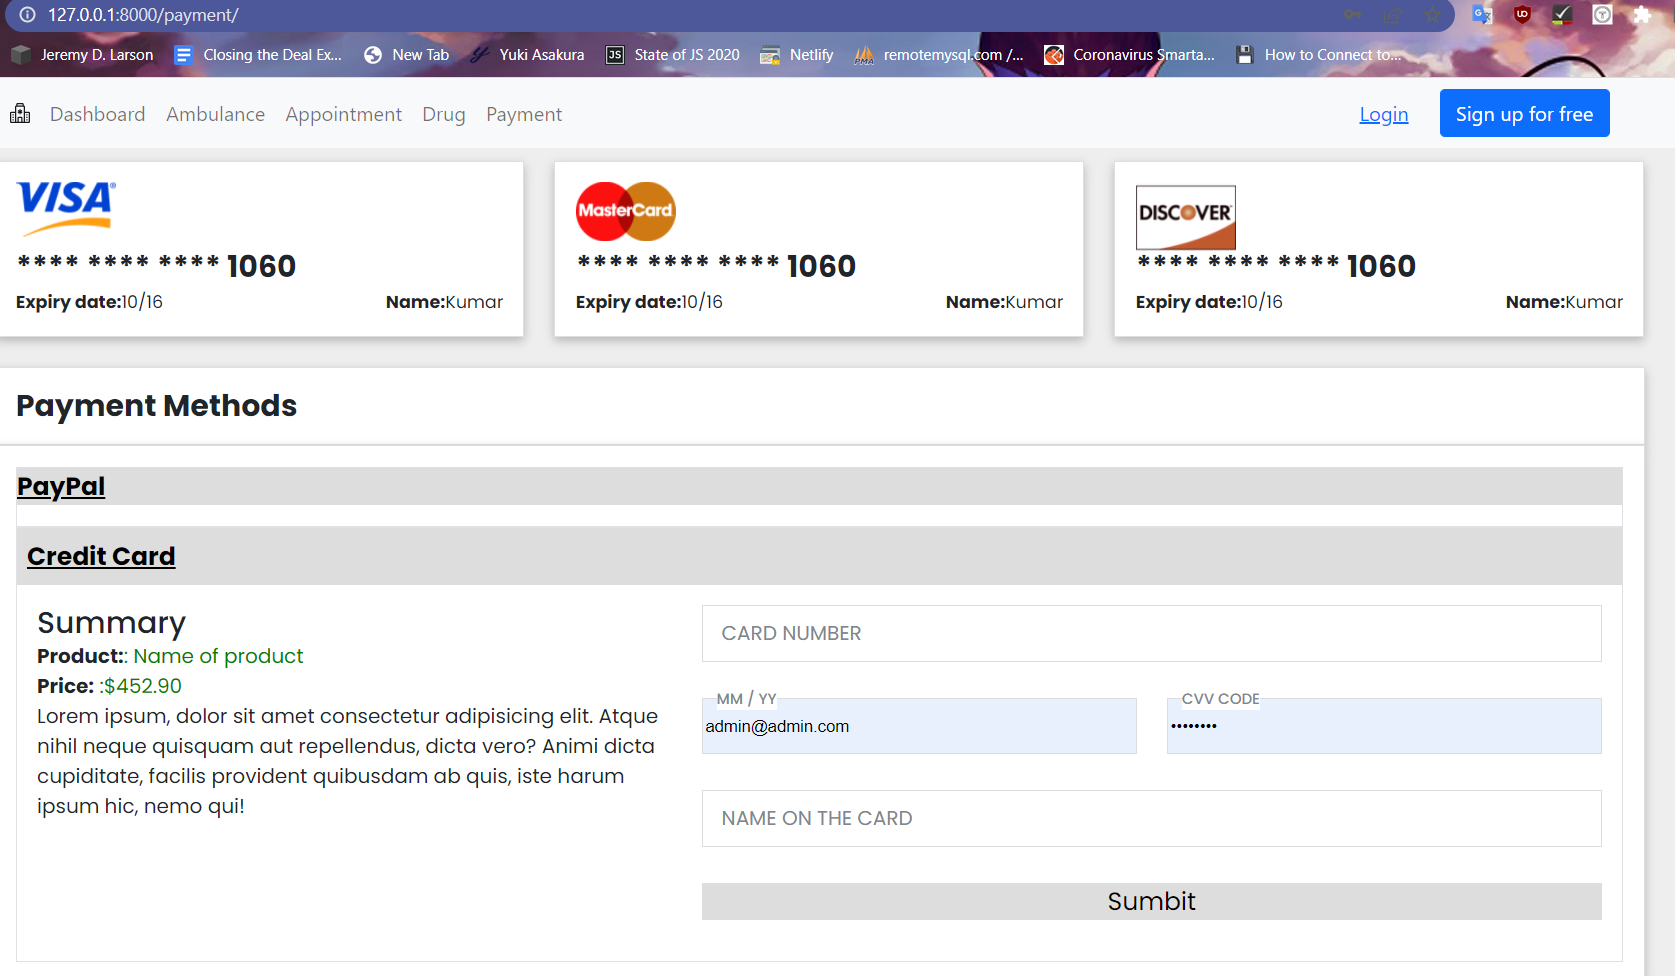 127.0.0.1:8000/payment/
Jeremy D. Larson Closing the Deal Ex... New Tab Yuki Asakura JS State of JS 2020 Netlify PMA remotemysql.com /... Coronavirus Smarta... How to Connect to...
Dashboard Ambulance Appointment Drug Payment Login Sign up for free
VISA MasterCard DISCOVER
**** **** **** 1060 **** **** **** 1060 **** **** **** 1060
Expiry date:10/16 Name:Kumar Expiry date:10/16 Name:Kumar Expiry date:10/16 Name:Kumar
Payment Methods
PayPal
Credit Card
Summary
Product:: Name of product
Price: :$452.90
Lorem ipsum, dolor sit amet consectetur adipisicing elit. Atque
nihil neque quisquam aut repellendus, dicta vero? Animi dicta
cupiditate, facilis provident quibusdam ab quis, iste harum
ipsum hic, nemo qui!
CARD NUMBER
MM / YY CVV CODE
admin@admin.com ••••••••
NAME ON THE CARD
Sumbit